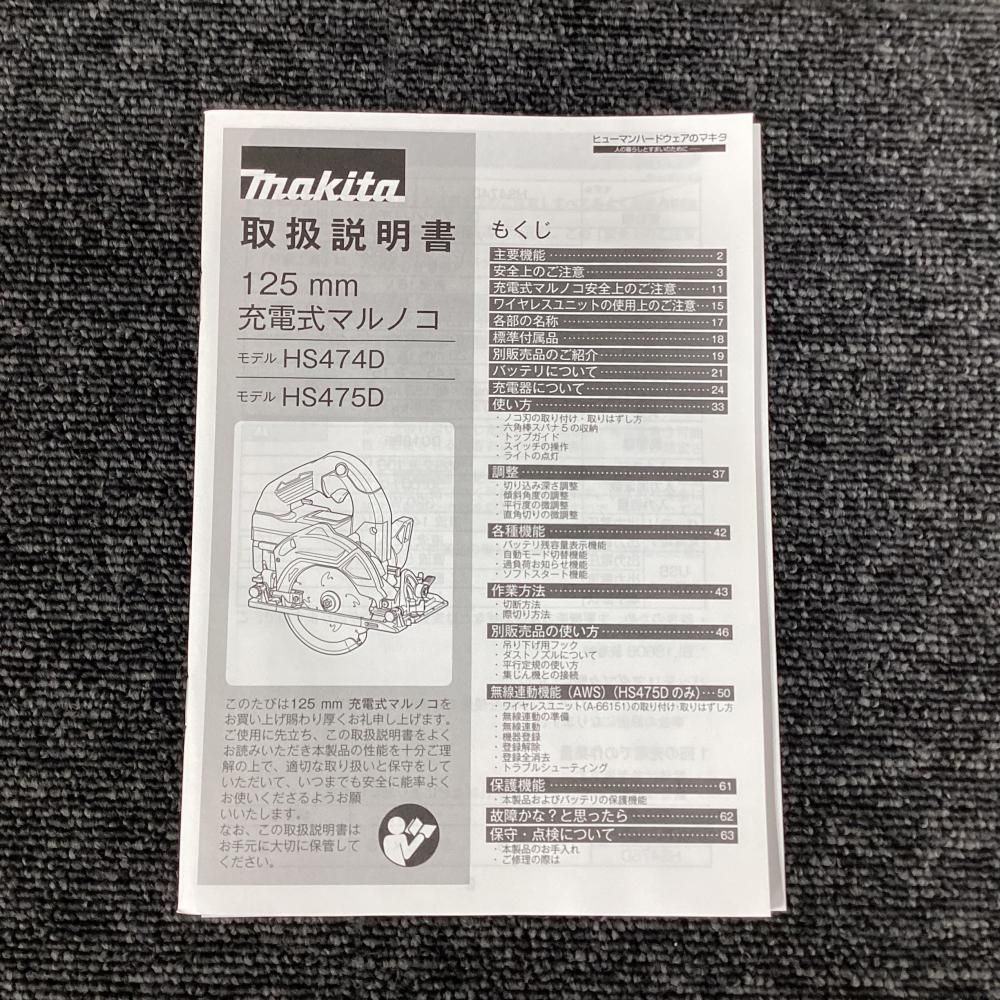 ヒューマンハードウェアのマキタ
人の暮らしとすまいのために
makita
取扱説明書
125 mm
充電式マルノコ
モデル HS474D
モデル HS475D
このたびは125 mm 充電式マルノコを
お買い上げ賜わり厚くお礼申し上げます。
ご使用に先立ち、この取扱説明書をよく
お読みいただき本製品の性能を十分ご理
解の上で、適切な取り扱いと保守をして
いただいて、いつまでも安全に能率よく
お使いくださるようお願
いいたします。
なお、この取扱説明書は
お手元に大切に保管して
ください。
もくじ
主要機能 2
安全上のご注意 3
充電式マルノコ安全上のご注意 11
ワイヤレスユニットの使用上のご注意 15
各部の名称 17
標準付属品 18
別販売品のご紹介 19
バッテリについて 21
充電器について 24
使い方 33
・ノコ刃の取り付け・取りはずし方
・六角棒スパナ 5 の収納
・トップガイド
・スイッチの操作
・ライトの点灯
調整 37
・切り込み深さ調整
・傾斜角度の調整
・平行度の微調整
・直角切りの微調整
各種機能 42
・バッテリ残容量表示機能
・自動モード切替機能
・過負荷お知らせ機能
・ソフトスタート機能
作業方法 43
・切断方法
・際切り方法
別販売品の使い方 46
・吊り下げ用フック
・ダストノズルについて
・平行定規の使い方
・集じん機との接続
無線連動機能（AWS）（HS475D のみ） 50
・ワイヤレスユニット(A-66151)の取り付け・取りはずし方
・無線連動の準備
・無線連動
・機器登録
・登録解除
・登録全消去
・トラブルシューティング
保護機能 61
・本製品およびバッテリの保護機能
故障かな？と思ったら 62
保守・点検について 63
・本製品のお手入れ
・ご修理の際は